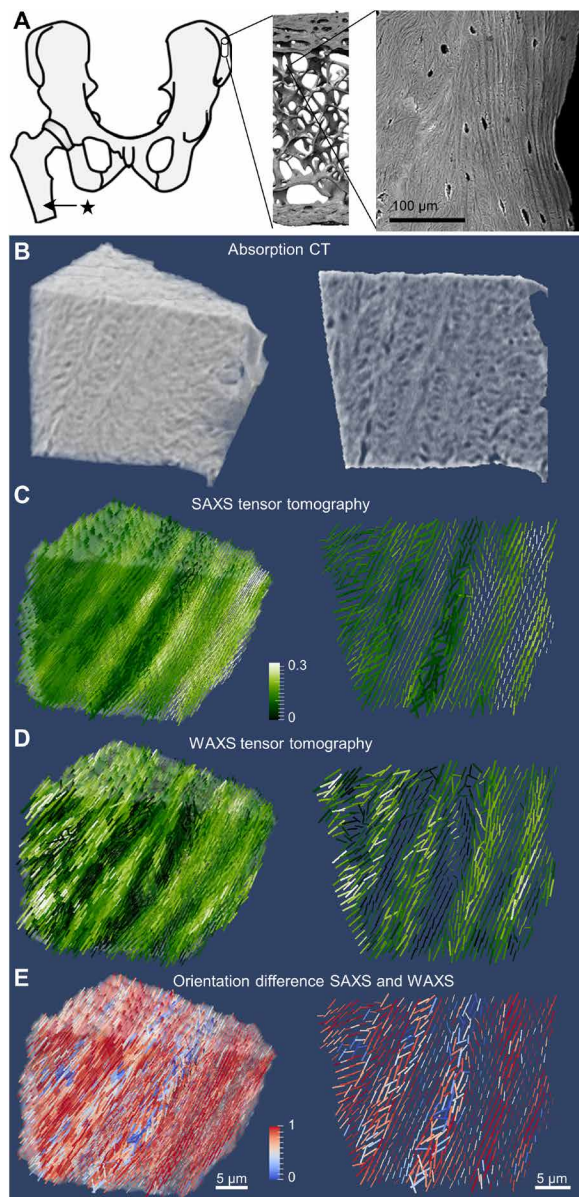 A
100 µm
B
Absorption CT
C
SAXS tensor tomography
0.3
0
D
WAXS tensor tomography
E
Orientation difference SAXS and WAXS
1
0
5 µm
5 µm